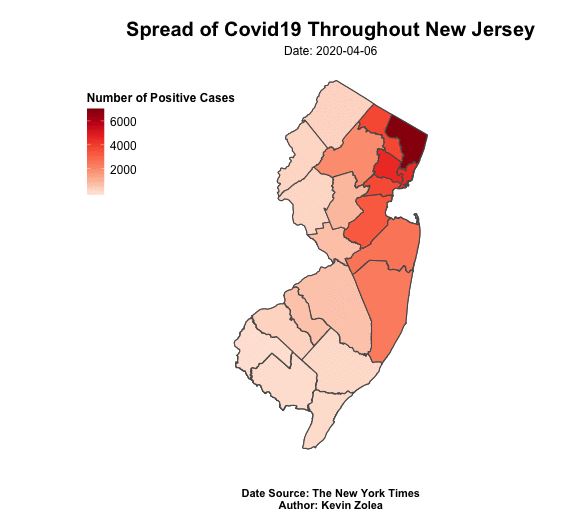 Spread of Covid19 Throughout New Jersey
Date: 2020-04-06
Number of Positive Cases
6000
4000
2000
Date Source: The New York Times
Author: Kevin Zolea